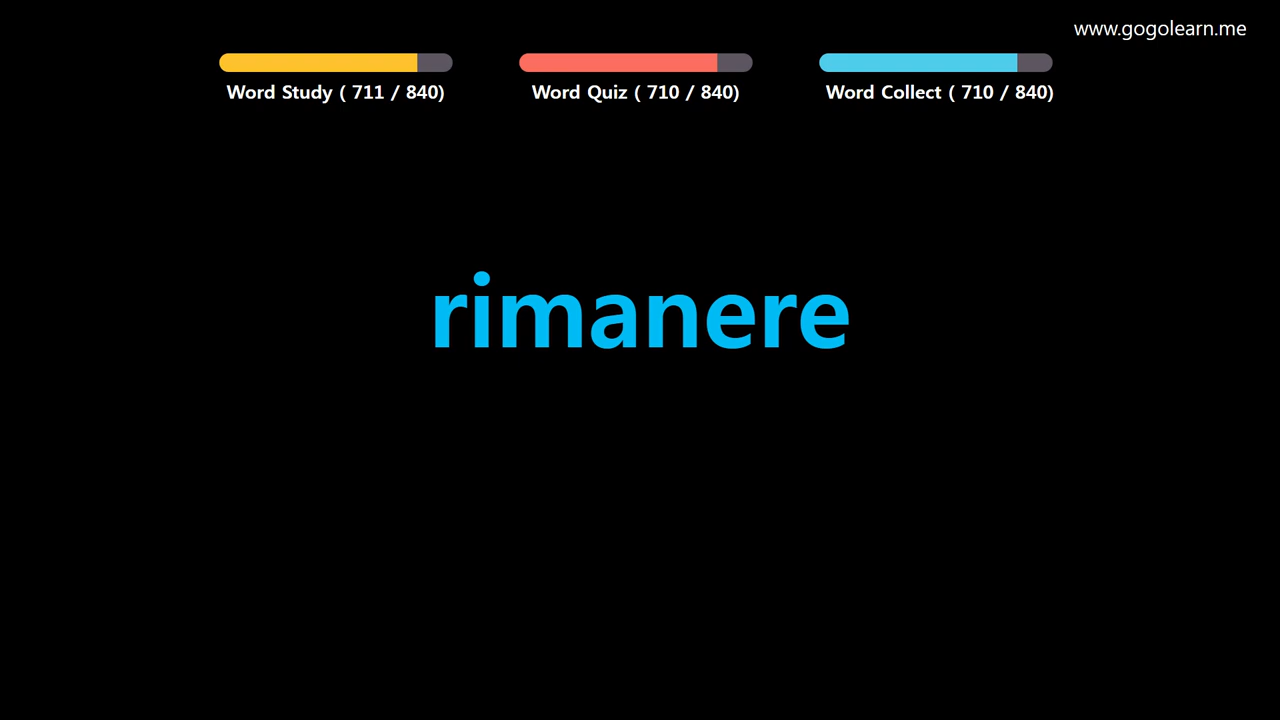 www.gogolearn.me
Word Study ( 711 / 840)
Word Quiz ( 710 / 840)
Word Collect ( 710 / 840)
rimanere